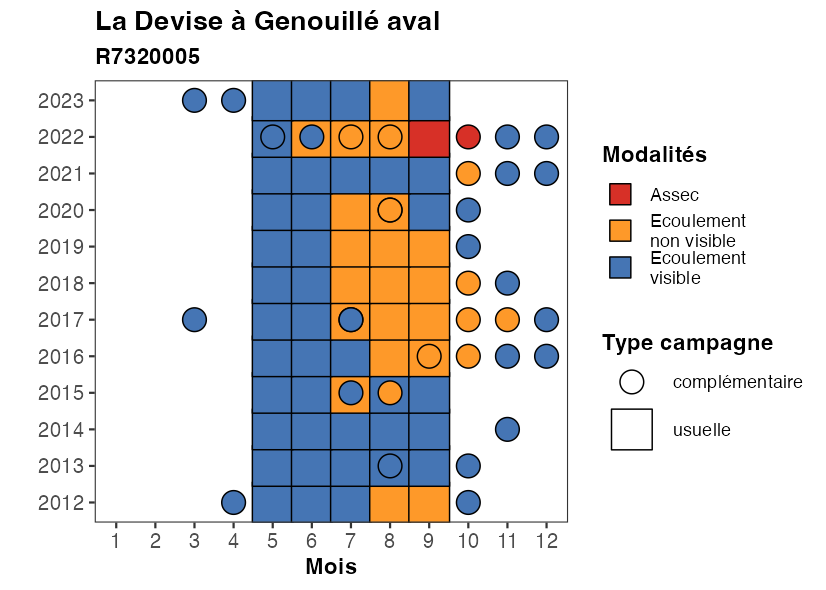 La Devise à Genouillé aval
R7320005
2023
2022
2021
2020
2019
2018
2017
2016
2015
2014
2013
2012
1 2 3 4 5 6 7 8 9 10 11 12
Mois
Modalités
Assec
Ecoulement
non visible
Ecoulement
visible
Type campagne
complémentaire
usuelle